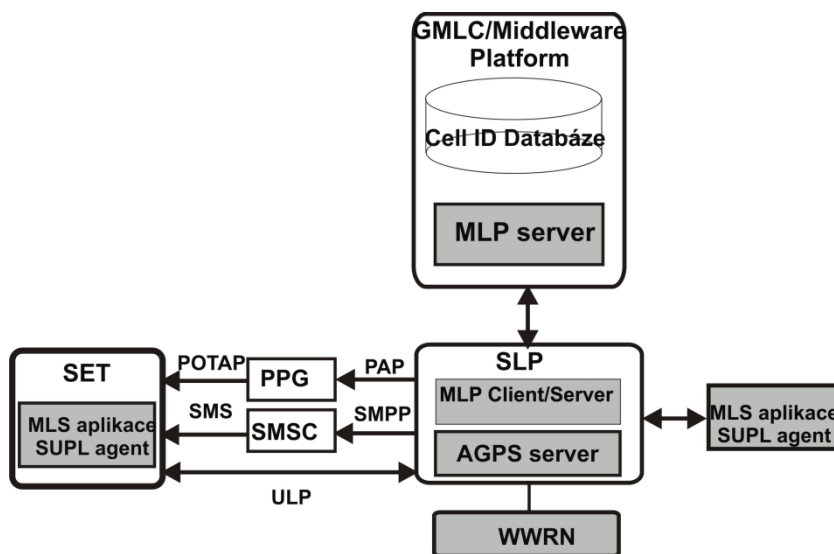 GMLC/Middleware
Platform
Cell ID Databáze
MLP server
SET
MLS aplikace
SUPL agent
POTAP
PPG
PAP
SMS
SMSC
SMPP
ULP
SLP
MLP Client/Server
AGPS server
WWRN
MLS aplikace
SUPL agent